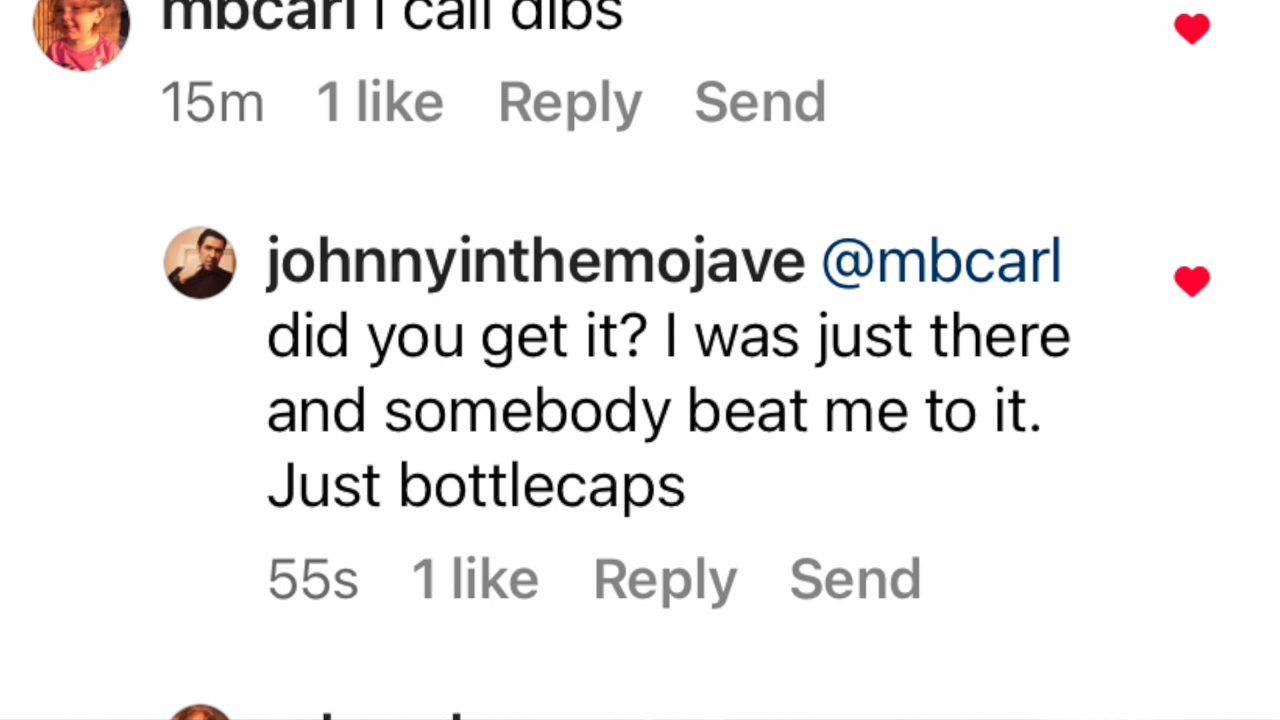 mbcarl I call dibs
15m 1 like Reply Send
johnnyinthemojave @mbcarl
did you get it? I was just there
and somebody beat me to it.
Just bottlecaps
55s 1 like Reply Send